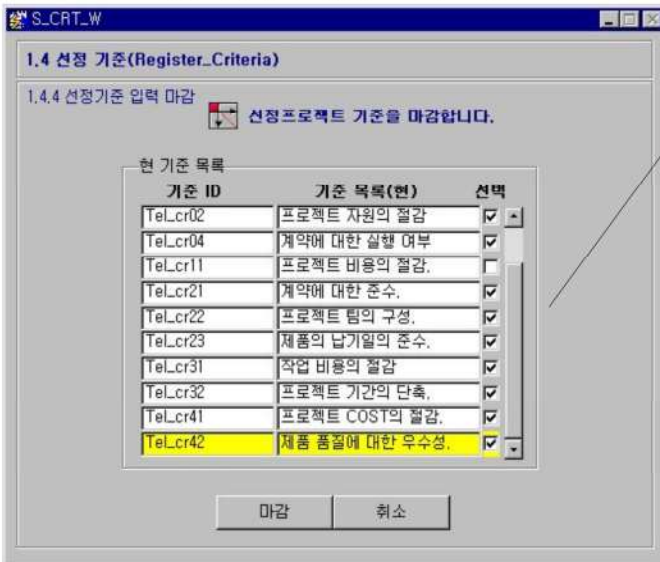 S_CRT_W
1.4 선정 기준(Register_Criteria)
1.4.4 선정기준 입력 마감
선정프로젝트 기준을 마감합니다.
현 기준 목록
기준 ID 기준 목록(현) 선택
Tel_cr02 프로젝트 자원의 절감
Tel_cr04 계약에 대한 실행 여부
Tel_cr11 프로젝트 비용의 절감.
Tel_cr21 계약에 대한 준수.
Tel_cr22 프로젝트 팀의 구성.
Tel_cr23 제품의 납기일의 준수.
Tel_cr31 작업 비용의 절감
Tel_cr32 프로젝트 기간의 단축.
Tel_cr41 프로젝트 COST의 절감.
Tel_cr42 제품 품질에 대한 우수성.
마감 취소